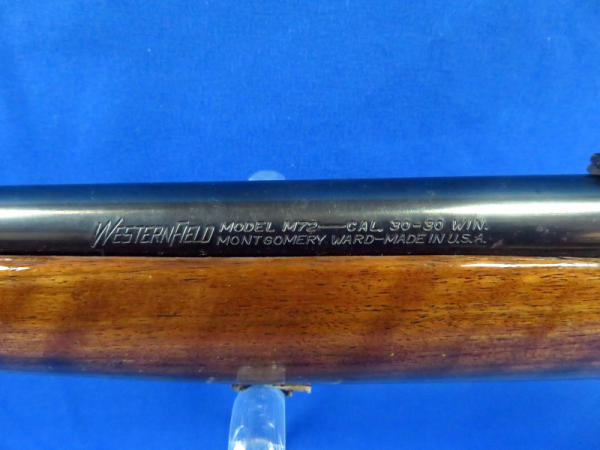 WESTERNFIELD MODEL M72—CAL. 30-30 WIN.
MONTGOMERY WARD–MADE IN U.S.A.